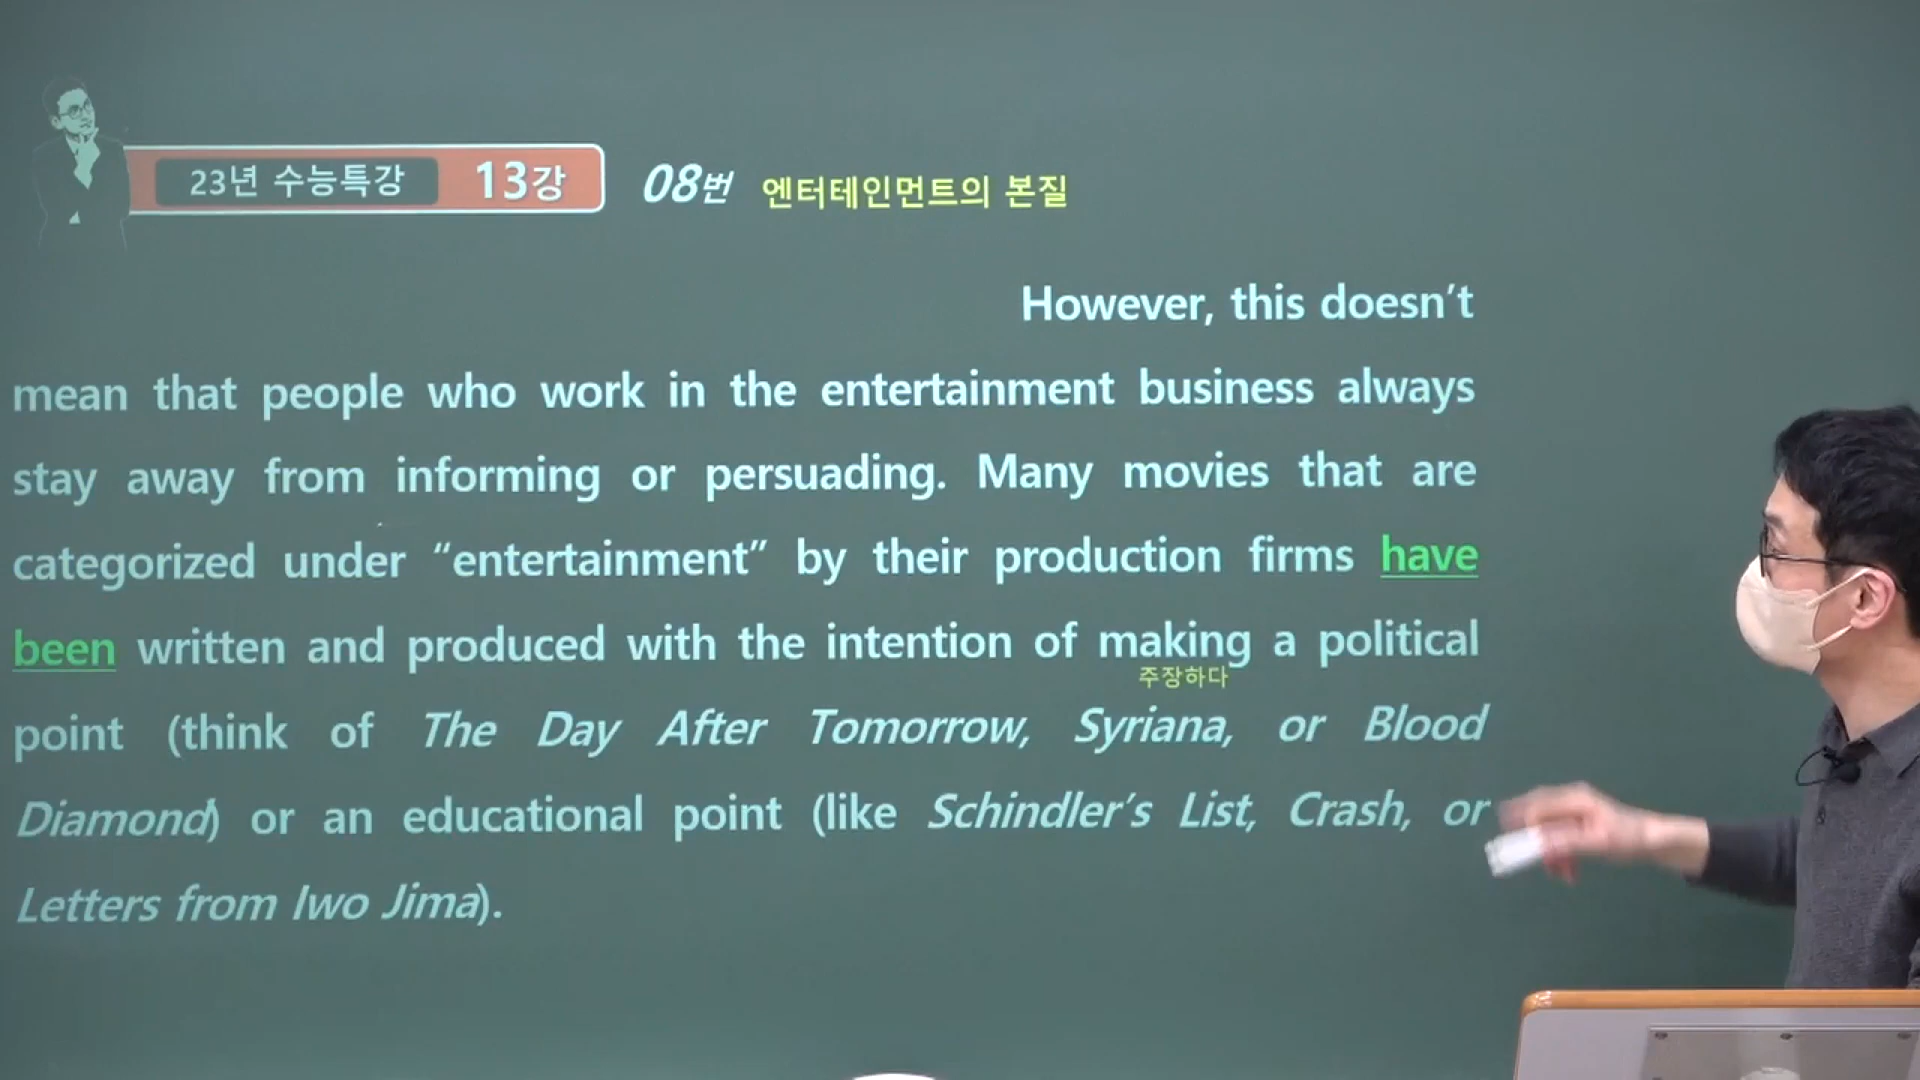 23년 수능특강 13강 08번 엔터테인먼트의 본질
However, this doesn’t
mean that people who work in the entertainment business always
stay away from informing or persuading. Many movies that are
categorized under “entertainment” by their production firms have
been written and produced with the intention of making a political
주장하다
point (think of The Day After Tomorrow, Syriana, or Blood
Diamond) or an educational point (like Schindler’s List, Crash, or
Letters from Iwo Jima).